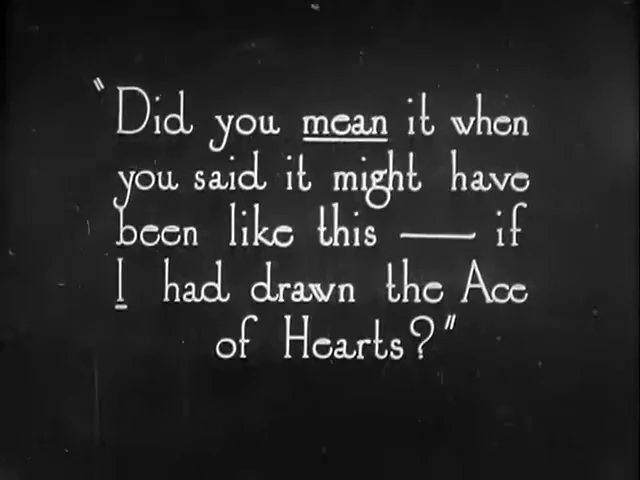 "Did you mean it when
you said it might have
been like this — if
I had drawn the Ace
of Hearts?"